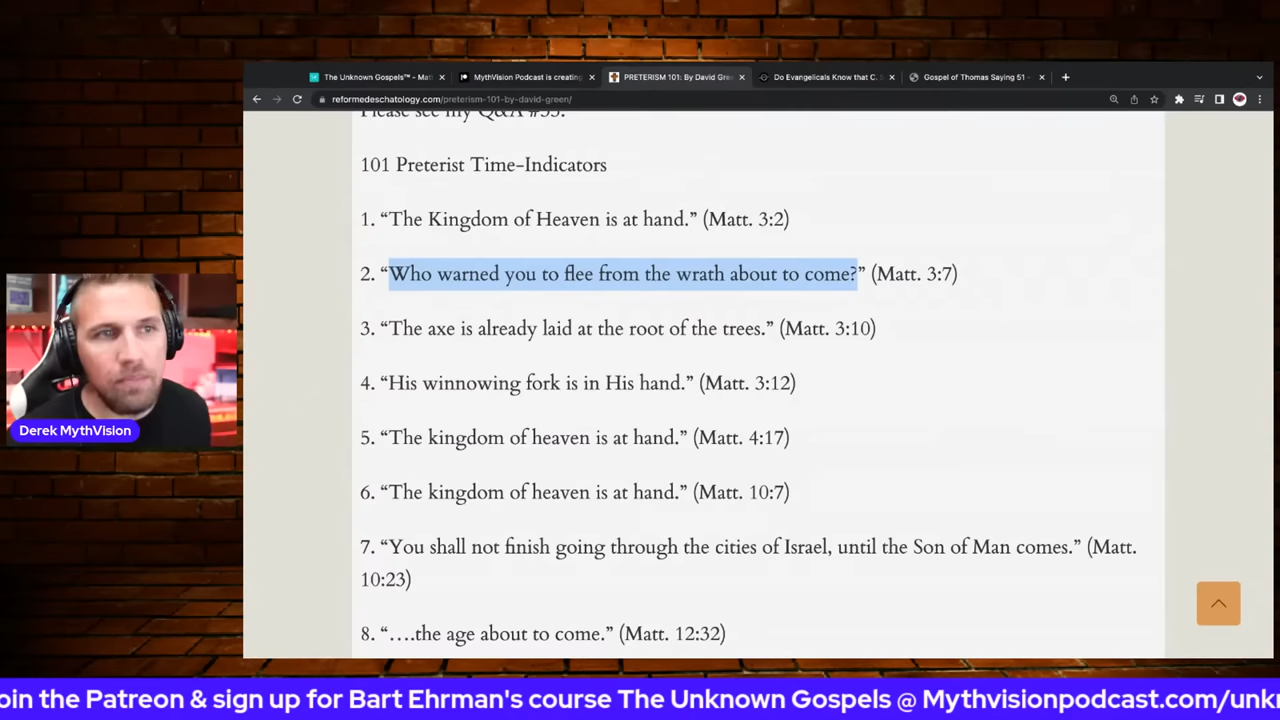 The Unknown Gospels™ - Mat
MythVision Podcast is creating
PRETERISM 101: By David Gree
Do Evangelicals Know that C. S
Gospel of Thomas Saying 51 -
reformedeschatology.com/preterism-101-by-david-green/
Please see my Q&A #35.
101 Preterist Time-Indicators
1. “The Kingdom of Heaven is at hand.” (Matt. 3:2)
2. “Who warned you to flee from the wrath about to come?” (Matt. 3:7)
3. “The axe is already laid at the root of the trees.” (Matt. 3:10)
4. “His winnowing fork is in His hand.” (Matt. 3:12)
5. “The kingdom of heaven is at hand.” (Matt. 4:17)
6. “The kingdom of heaven is at hand.” (Matt. 10:7)
7. “You shall not finish going through the cities of Israel, until the Son of Man comes.” (Matt.
10:23)
8. “….the age about to come.” (Matt. 12:32)
Derek MythVision
oin the Patreon & sign up for Bart Ehrman's course The Unknown Gospels @ Mythvisionpodcast.com/unk